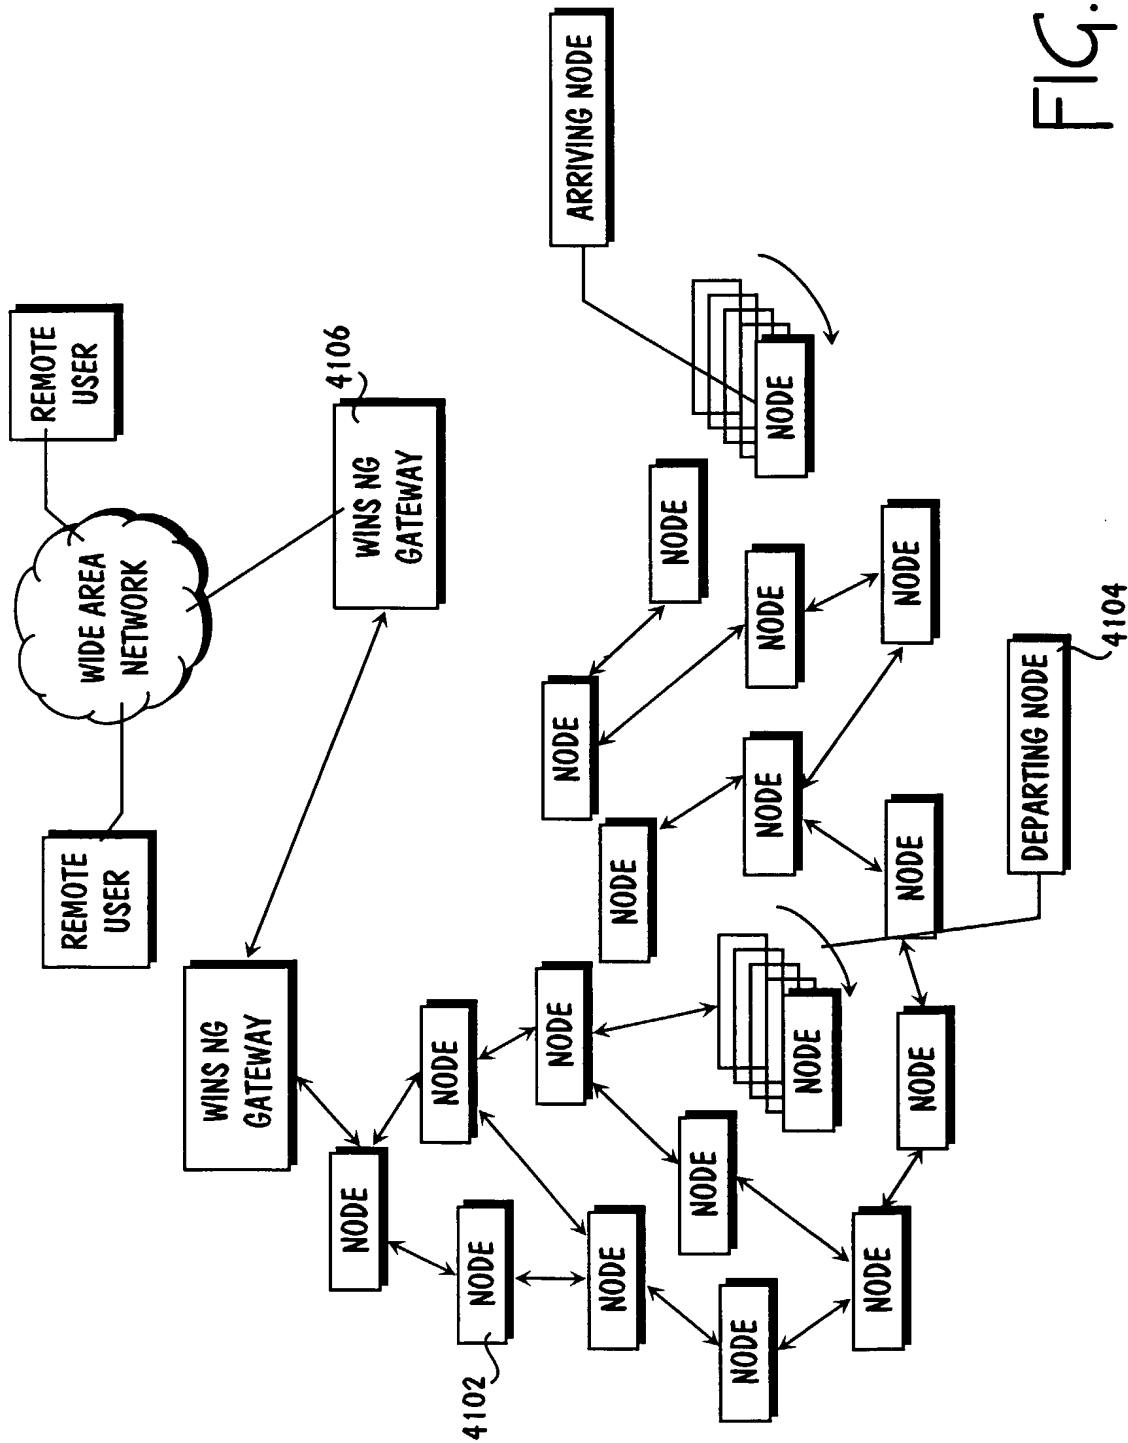 REMOTE
USER
WIDE AREA
NETWORK
REMOTE
USER
WINS NG
GATEWAY
WINS NG
GATEWAY
4106
NODE
NODE
4102
NODE
NODE
NODE
ARRIVING NODE
NODE
NODE
NODE
NODE
NODE
NODE
NODE
NODE
NODE
NODE
NODE
NODE
NODE
NODE
DEPARTING NODE
4104
FIG.